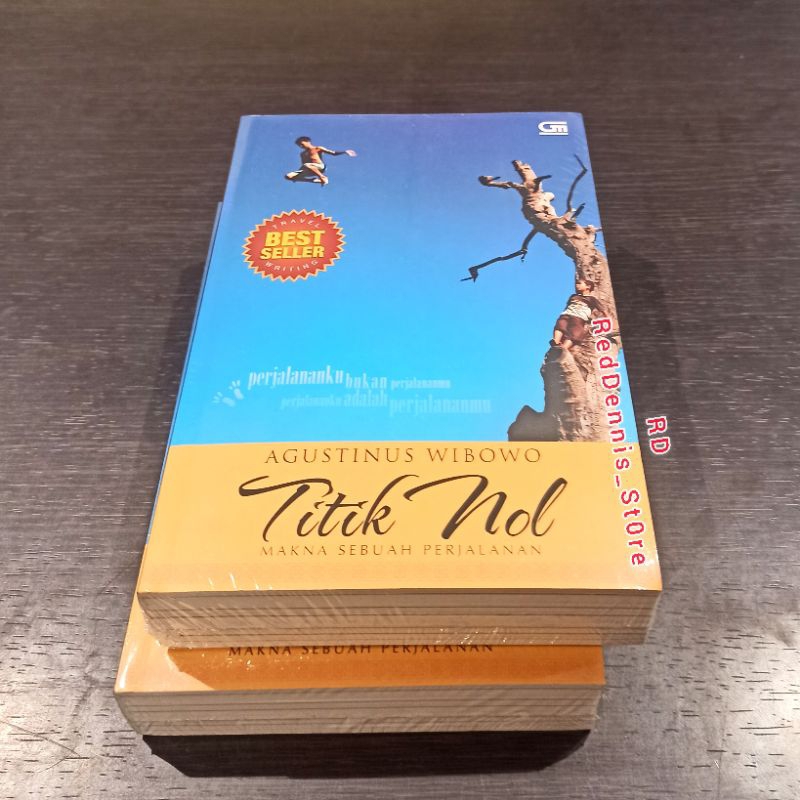 Gm
TRAVEL
BEST
SELLER
WRITING
perjalananku bukan perjalananmu
perjalananku adalah perjalananmu
AGUSTINUS WIBOWO
Titik Nol
MAKNA SEBUAH PERJALANAN
MAKNA SEBUAH PERJALANAN
RD
RedDennis_St0re